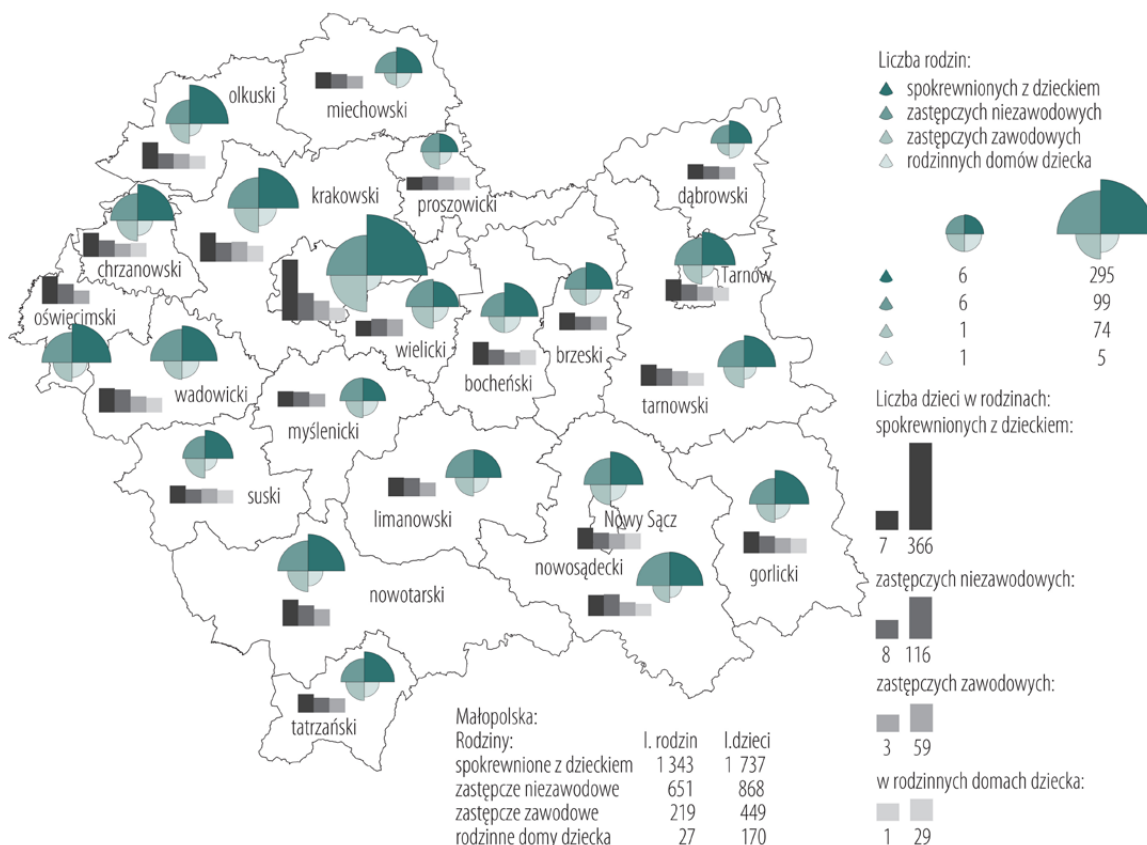 olkuski
miechowski
krakowski
proszowicki
dąbrowski
chrzanowski
Tarnów
oświęcimski
wielicki
bocheński
brzeski
wadowicki
myślenicki
tarnowski
suski
limanowski
Nowy Sącz
nowosądecki
gorlicki
nowotarski
tatrzański
Małopolska:
Rodziny: l. rodzin l.dzieci
spokrewnione z dzieckiem 1 343 1 737
zastępcze niezawodowe 651 868
zastępcze zawodowe 219 449
rodzinne domy dziecka 27 170
Liczba rodzin:
spokrewnionych z dzieckiem
zastępczych niezawodowych
zastępczych zawodowych
rodzinnych domów dziecka
6 295
6 99
1 74
1 5
Liczba dzieci w rodzinach:
spokrewnionych z dzieckiem:
7 366
zastępczych niezawodowych:
8 116
zastępczych zawodowych:
3 59
w rodzinnych domach dziecka:
1 29